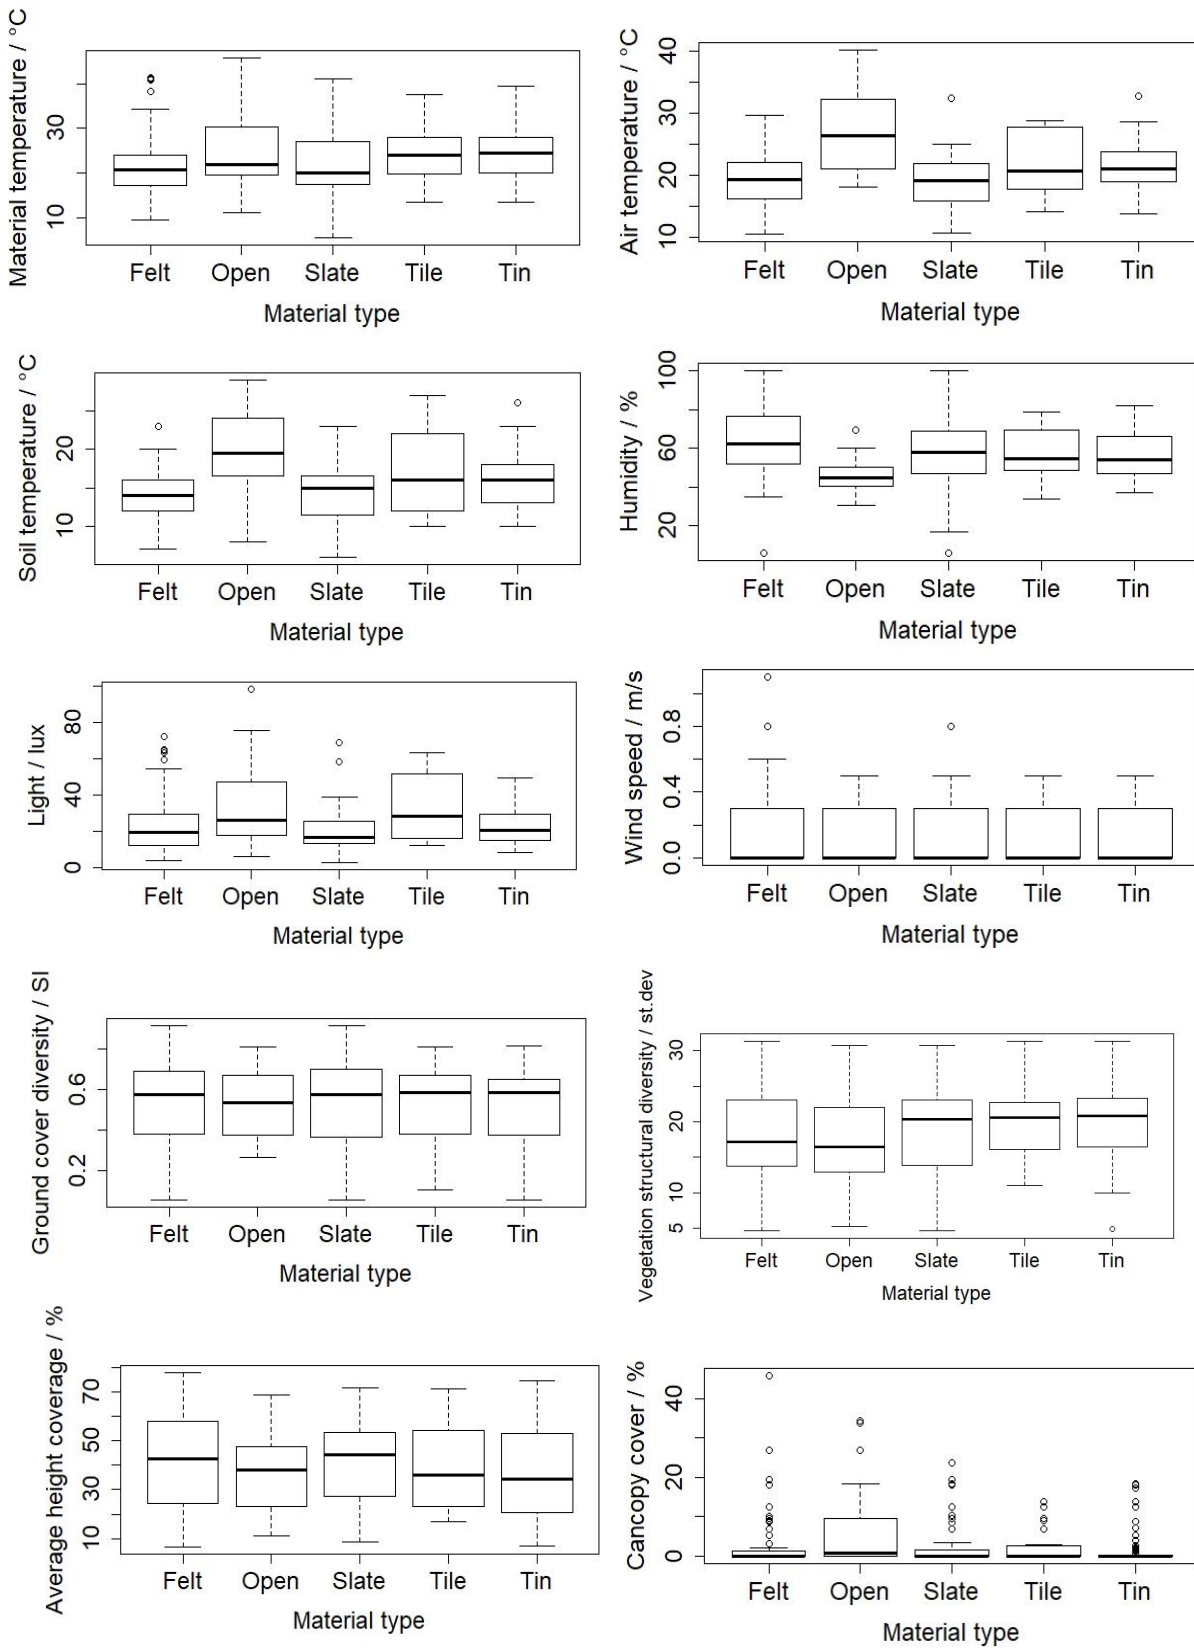 Material temperature / °C
30
10
Felt Open Slate Tile Tin
Material type
Air temperature / °C
40
30
20
10
Felt Open Slate Tile Tin
Material type
Soil temperature / °C
20
10
Felt Open Slate Tile Tin
Material type
Humidity / %
100
60
20
Felt Open Slate Tile Tin
Material type
Light / lux
80
40
0
Felt Open Slate Tile Tin
Material type
Wind speed / m/s
0.8
0.4
0.0
Felt Open Slate Tile Tin
Material type
Ground cover diversity / SI
0.6
0.2
Felt Open Slate Tile Tin
Material type
Vegetation structural diversity / st.dev
30
20
10
5
Felt Open Slate Tile Tin
Material type
Average height coverage / %
70
50
30
10
Felt Open Slate Tile Tin
Material type
Cancopy cover / %
40
20
0
Felt Open Slate Tile Tin
Material type